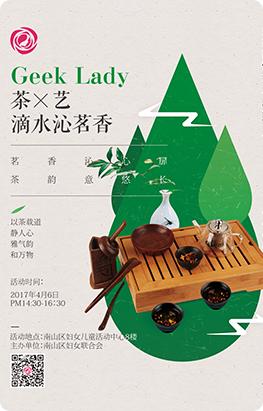 Geek Lady
茶×艺
滴水沁茗香
茗香沁心扉
茶韵意悠长
以茶载道
静人心
雅气韵
和万物
活动时间:
2017年4月6日
PM14:30-16:30
活动地点:南山区妇女儿童活动中心8楼
主办单位:南山区妇女联合会